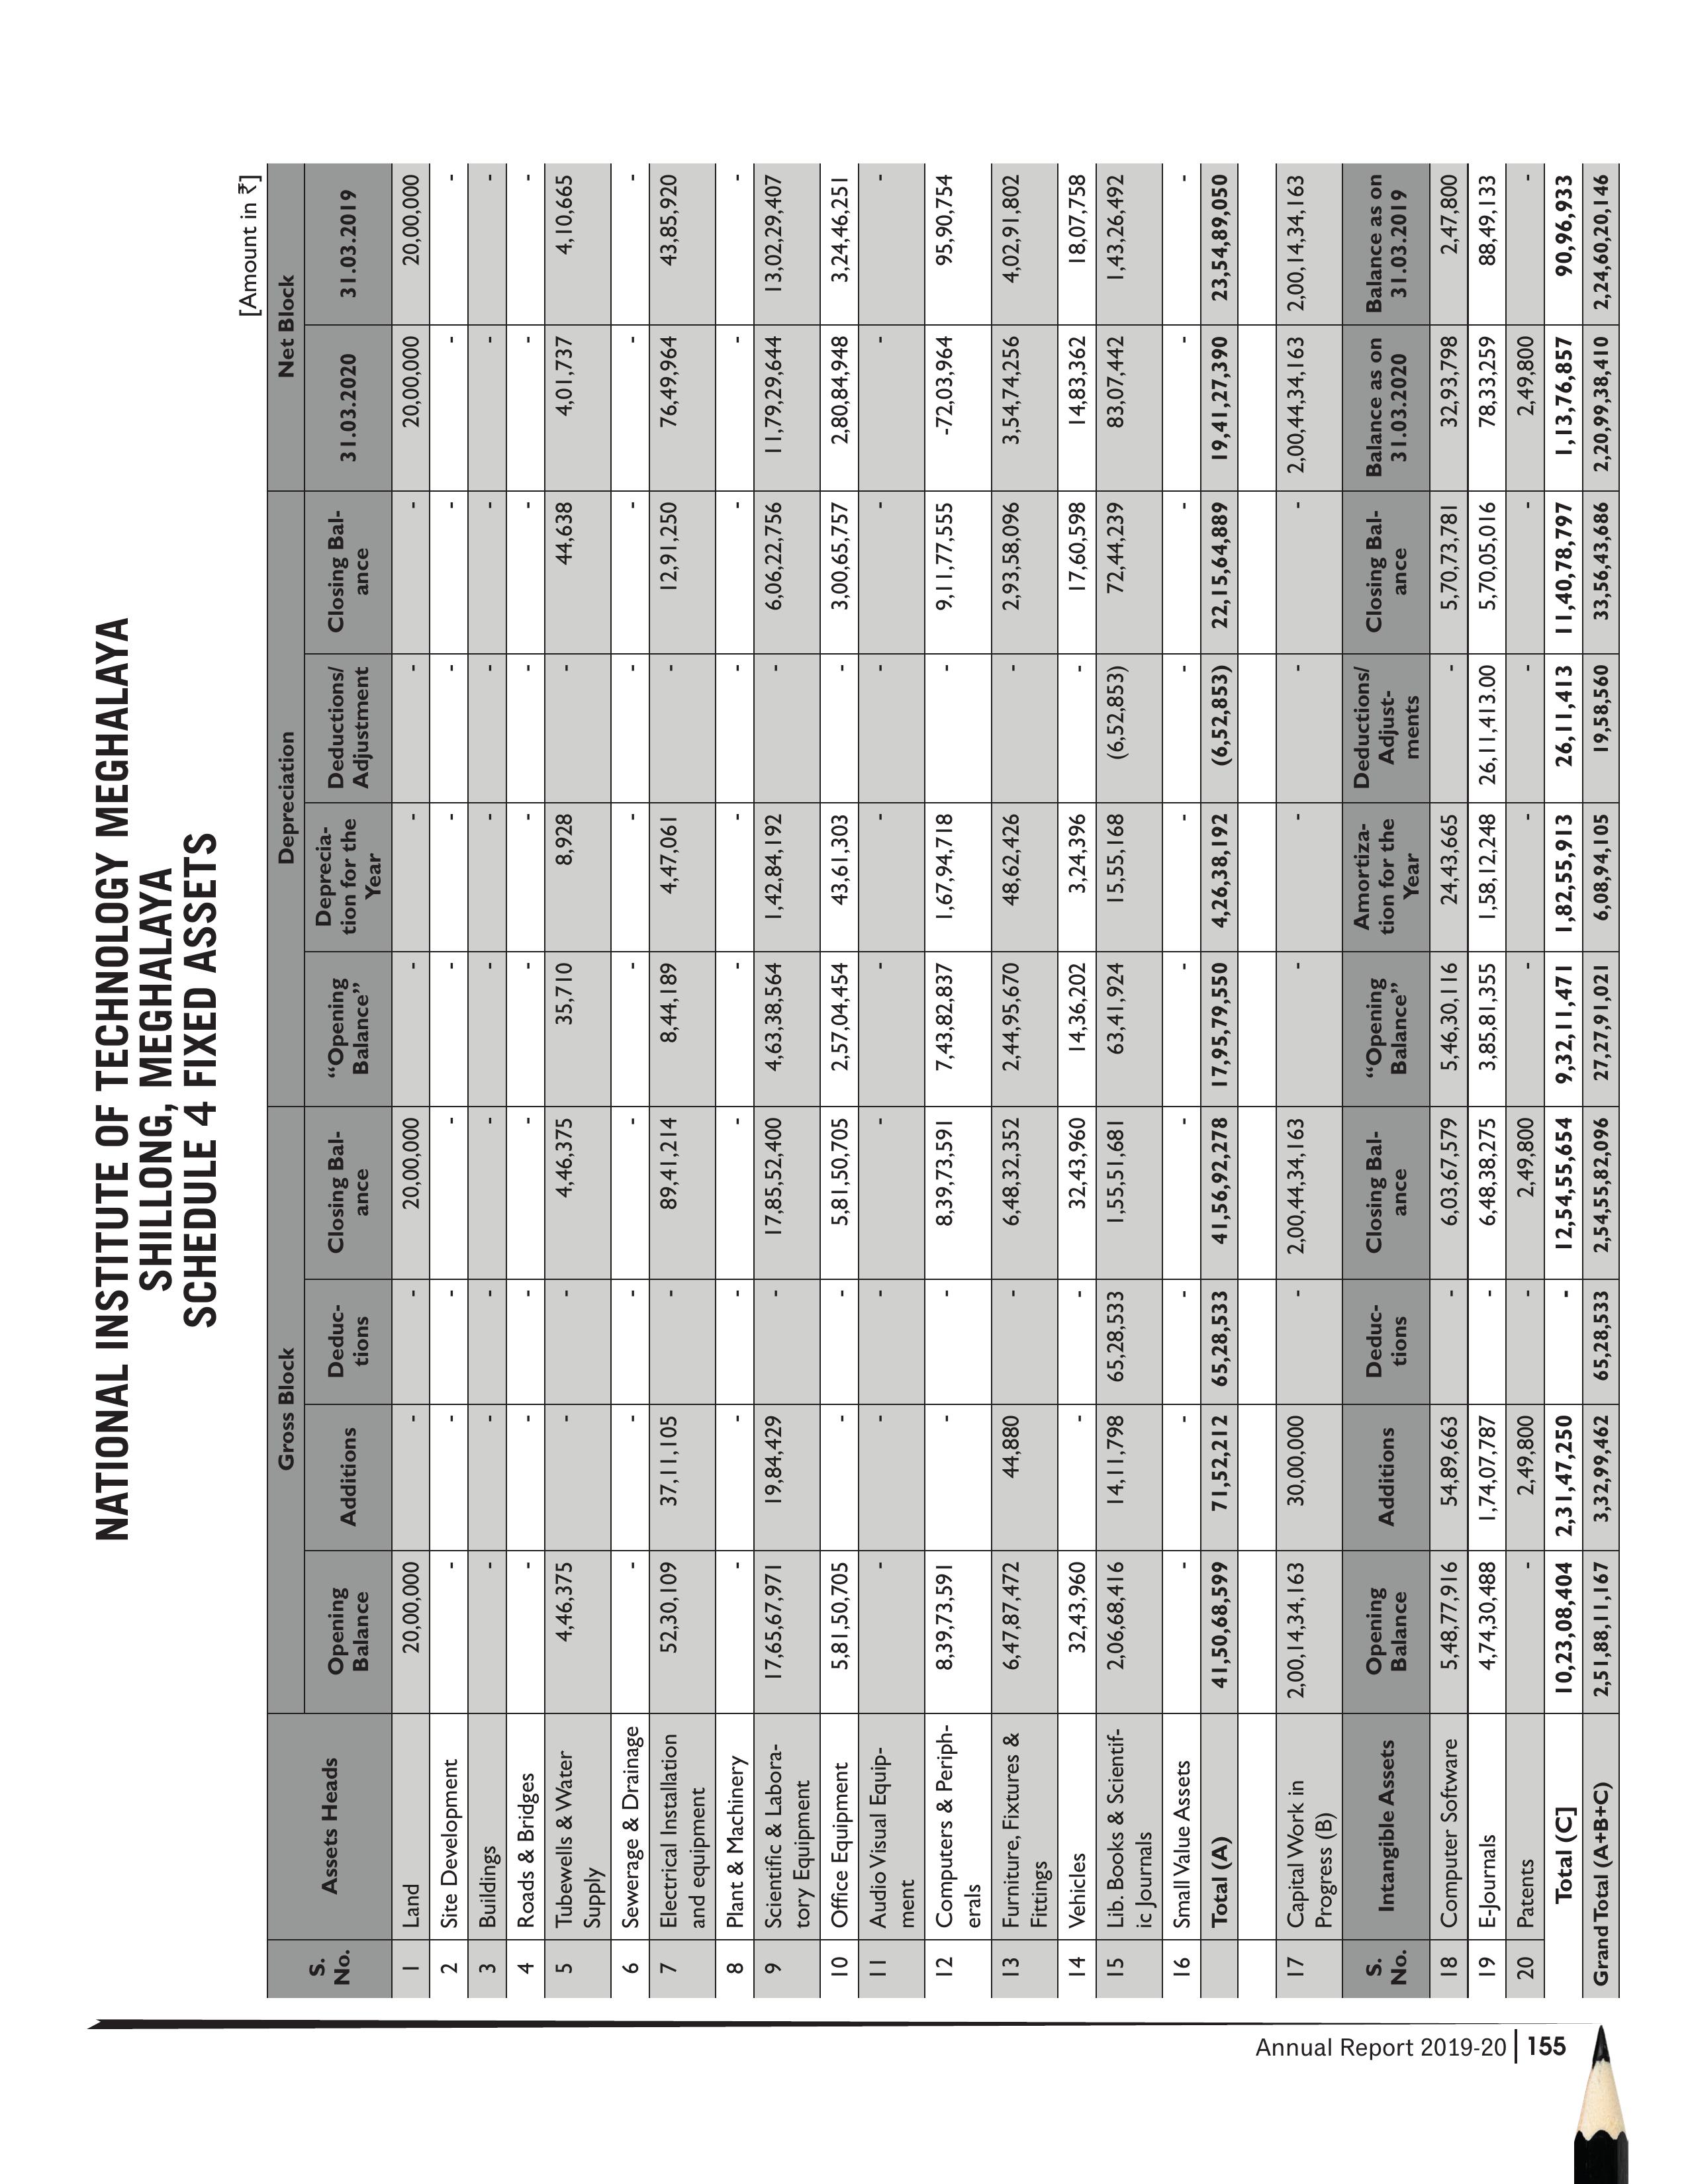 NATIONAL INSTITUTE OF TECHNOLOGY MEGHALAYA
SHILLONG, MEGHALAYA
SCHEDULE 4 FIXED ASSETS
[Amount in ₹]
S. No. Assets Heads Gross Block Depreciation Net Block
Opening Balance Additions Deduc-tions Closing Bal-ance “Opening Balance” Deprecia-tion for the Year Deductions/ Adjustment Closing Bal-ance 31.03.2020 31.03.2019
1 Land 20,00,000 - - 20,00,000 - - - - 20,00,000 20,00,000
2 Site Development - - - - - - - - - -
3 Buildings - - - - - - - - - -
4 Roads & Bridges - - - - - - - - - -
5 Tubewells & Water Supply 4,46,375 - - 4,46,375 35,710 8,928 - 44,638 4,01,737 4,10,665
6 Sewerage & Drainage - - - - - - - - - -
7 Electrical Installation and equipment 52,30,109 37,11,105 - 89,41,214 8,44,189 4,47,061 - 12,91,250 76,49,964 43,85,920
8 Plant & Machinery - - - - - - - - - -
9 Scientific & Labora-tory Equipment 17,65,67,971 19,84,429 - 17,85,52,400 4,63,38,564 1,42,84,192 - 6,06,22,756 11,79,29,644 13,02,29,407
10 Office Equipment 5,81,50,705 - - 5,81,50,705 2,57,04,454 43,61,303 - 3,00,65,757 2,80,84,948 3,24,46,251
11 Audio Visual Equip-ment - - - - - - - - - -
12 Computers & Periph-erals 8,39,73,591 - - 8,39,73,591 7,43,82,837 1,67,94,718 - 9,11,77,555 -72,03,964 95,90,754
13 Furniture, Fixtures & Fittings 6,47,87,472 44,880 - 6,48,32,352 2,44,95,670 48,62,426 - 2,93,58,096 3,54,74,256 4,02,91,802
14 Vehicles 32,43,960 - - 32,43,960 14,36,202 3,24,396 - 17,60,598 14,83,362 18,07,758
15 Lib. Books & Scientif-ic Journals 2,06,68,416 14,11,798 65,28,533 1,55,51,681 63,41,924 15,55,168 (6,52,853) 72,44,239 83,07,442 1,43,26,492
16 Small Value Assets - - - - - - - - - -
Total (A) 41,50,68,599 71,52,212 65,28,533 41,56,92,278 17,95,79,550 4,26,38,192 (6,52,853) 22,15,64,889 19,41,27,390 23,54,89,050
17 Capital Work in Progress (B) 2,00,14,34,163 30,00,000 - 2,00,44,34,163 - - - - 2,00,44,34,163 2,00,14,34,163
S. No. Intangible Assets Opening Balance Additions Deduc-tions Closing Bal-ance “Opening Balance” Amortiza-tion for the Year Deductions/ Adjust-ments Closing Bal-ance Balance as on 31.03.2020 Balance as on 31.03.2019
18 Computer Software 5,48,77,916 54,89,663 - 6,03,67,579 5,46,30,116 24,43,665 - 5,70,73,781 32,93,798 2,47,800
19 E-Journals 4,74,30,488 1,74,07,787 - 6,48,38,275 3,85,81,355 1,58,12,248 26,11,413.00 5,70,05,016 78,33,259 88,49,133
20 Patents - 2,49,800 - 2,49,800 - - - - 2,49,800 -
Total (C] 10,23,08,404 2,31,47,250 - 12,54,55,654 9,32,11,471 1,82,55,913 26,11,413 11,40,78,797 1,13,76,857 90,96,933
Grand Total (A+B+C) 2,51,88,11,167 3,32,99,462 65,28,533 2,54,55,82,096 27,27,91,021 6,08,94,105 19,58,560 33,56,43,686 2,20,99,38,410 2,24,60,20,146
Annual Report 2019-20 | 155